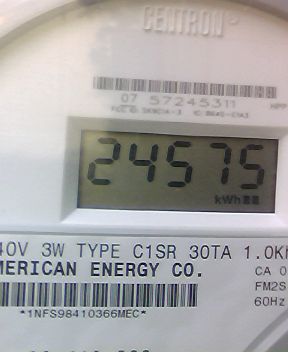 CENTRON
07 57245311
24575
kWh
40V 3W TYPE C1SR 30TA 1.0Kh
MERICAN ENERGY CO.
CA 0
FM2S
60Hz
*1NFS98410366MEC*